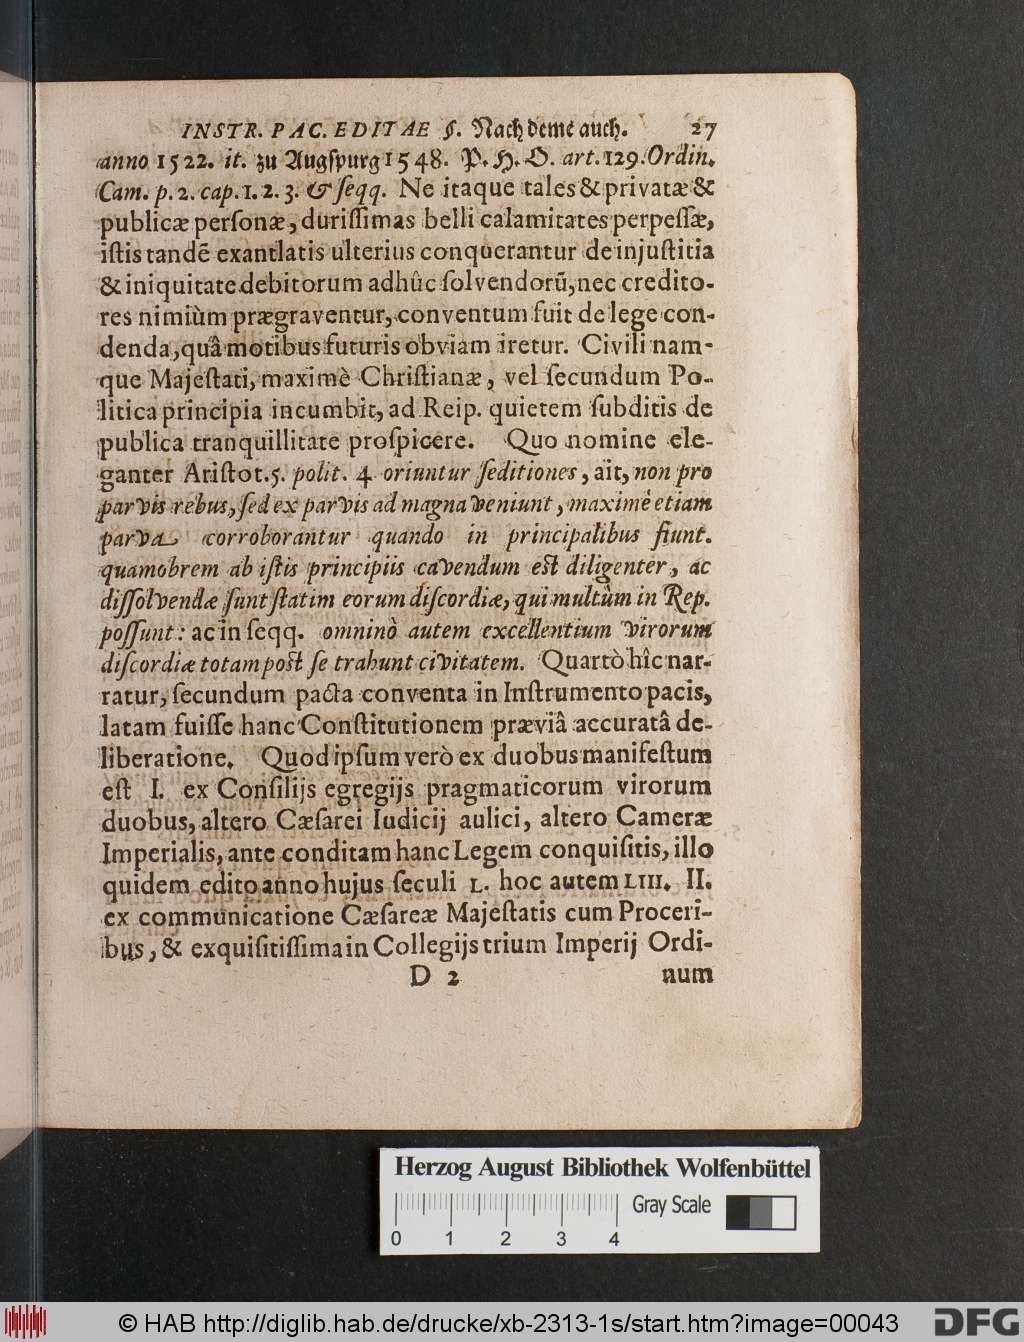 INSTR. PAC. EDITAE §. Nach deme auch. 27
anno 1522. it. zu Augſpurg 1548. P. H. O. art. 129. Ordin.
Cam. p. 2. cap. 1. 2. 3. & ſeqq. Ne itaque tales & privatæ &
publicæ perſonæ, duriſſimas belli calamitates perpeſſæ,
iſtis tandē exantlatis ulterius conquerantur de injuſtitia
& iniquitate debitorum adhûc ſolvendorū, nec credito-
res nimiùm prægraventur, conventum fuit de lege con-
denda, quâ motibus futuris obviam iretur. Civili nam-
que Majeſtati, maximè Chriſtianæ, vel ſecundum Po-
litica principia incumbit, ad Reip. quietem ſubditis de
publica tranquillitate proſpicere. Quo nomine ele-
ganter Ariſtot. 5. polit. 4 oriuntur ſeditiones, ait, non pro
parvis rebus, ſed ex parvis ad magna veniunt, maximè etiam
parva corroborantur quando in principalibus fiunt.
quamobrem ab iſtis principiis cavendum eſt diligenter, ac
diſſolvendæ ſunt ſtatim eorum diſcordiæ, qui multùm in Rep.
poſſunt: ac in ſeqq. omninò autem excellentium virorum
diſcordiæ totam poſt ſe trahunt civitatem. Quartò hîc nar-
ratur, ſecundum pacta conventa in Inſtrumento pacis,
latam fuiſſe hanc Conſtitutionem præviâ accuratâ de-
liberatione. Quod ipſum verò ex duobus manifeſtum
eſt I. ex Conſilijs egregijs pragmaticorum virorum
duobus, altero Cæſarei Iudicij aulici, altero Cameræ
Imperialis, ante conditam hanc Legem conquiſitis, illo
quidem edito anno hujus ſeculi L. hoc autem LIII. II.
ex communicatione Cæſareæ Majeſtatis cum Proceri-
bus, & exquiſitiſſima in Collegijs trium Imperij Ordi-
D 2 num
Herzog August Bibliothek Wolfenbüttel
Gray Scale
0 1 2 3 4
© HAB http://diglib.hab.de/drucke/xb-2313-1s/start.htm?image=00043
DFG